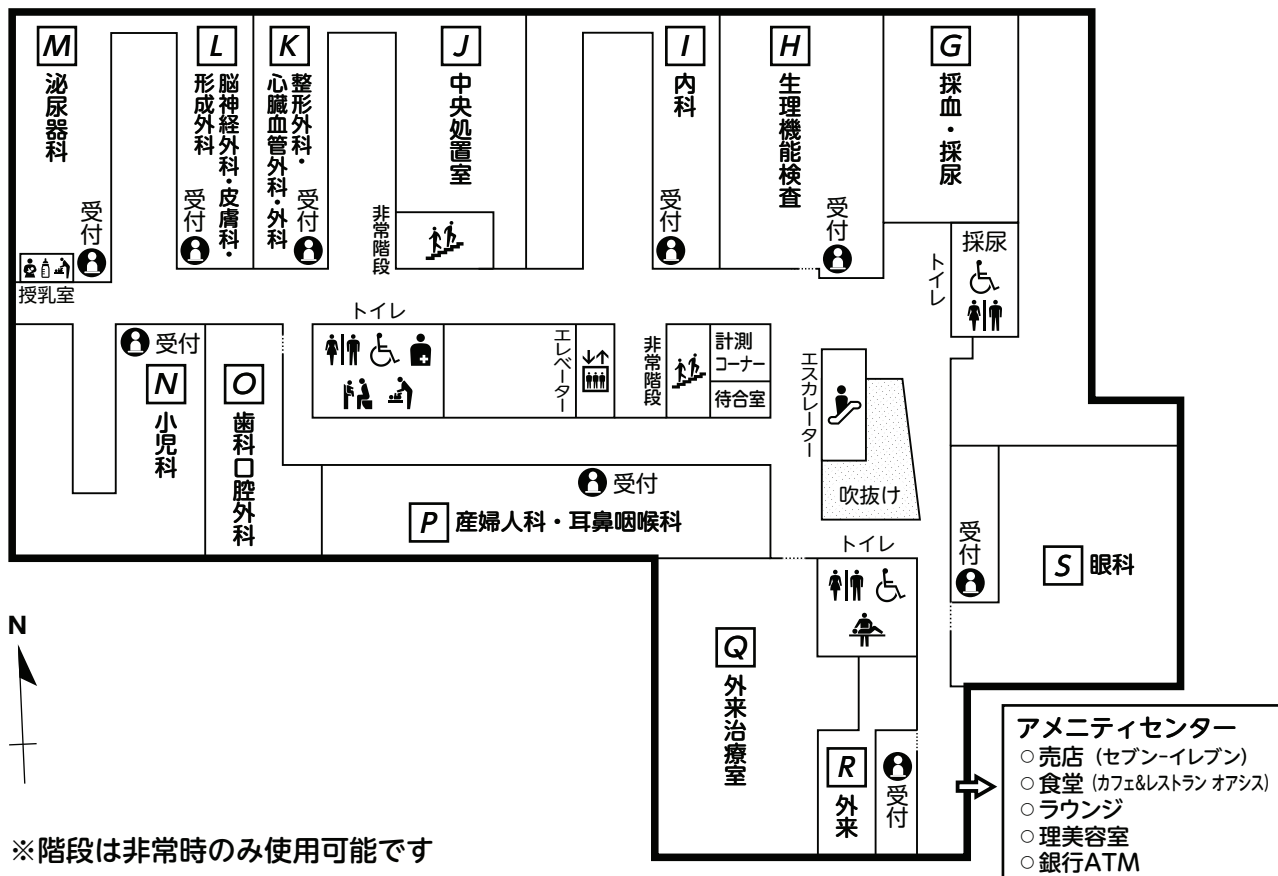 M
泌尿器科
受付
授乳室
L
脳神経外科・皮膚科・
形成外科
受付
K
整形外科・
心臓血管外科・外科
受付
非常階段
J
中央処置室
I
内科
受付
H
生理機能検査
受付
G
採血・採尿
採尿
トイレ
トイレ
エレベーター
非常階段
計測
コーナー
待合室
エスカレーター
吹抜け
受付
N
小児科
O
歯科口腔外科
受付
P 産婦人科・耳鼻咽喉科
トイレ
受付
S 眼科
Q
外来治療室
R
外来
受付
アメニティセンター
○売店(セブン-イレブン)
○食堂(カフェ&レストラン オアシス)
○ラウンジ
○理美容室
○銀行ATM
N
※階段は非常時のみ使用可能です